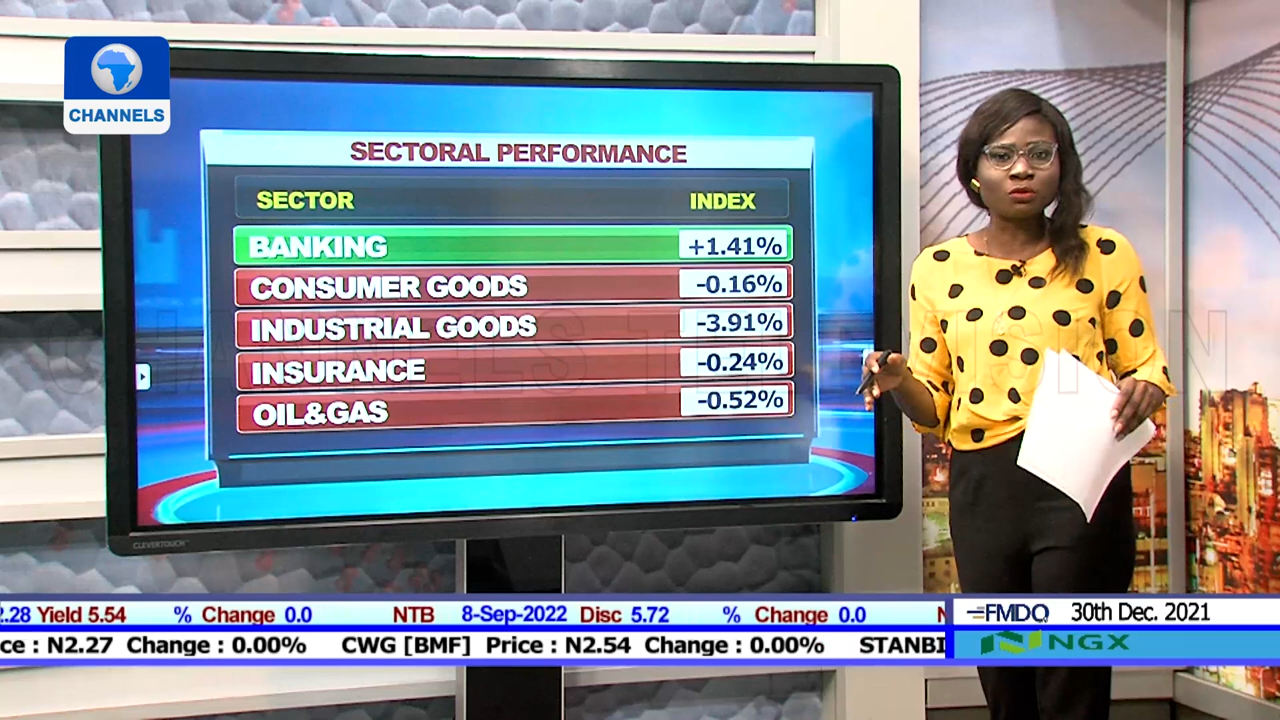 CHANNELS
SECTORAL PERFORMANCE
SECTOR INDEX
BANKING +1.41%
CONSUMER GOODS -0.16%
INDUSTRIAL GOODS -3.91%
INSURANCE -0.24%
OIL&GAS -0.52%
CLEVERTOUCH
CHANNELS TELEVISION
2.28 Yield 5.54 % Change 0.0 NTB 8-Sep-2022 Disc 5.72 % Change 0.0 N
FMDQ 30th Dec. 2021
ce : N2.27 Change : 0.00% CWG [BMF] Price : N2.54 Change : 0.00% STANBI
NGX